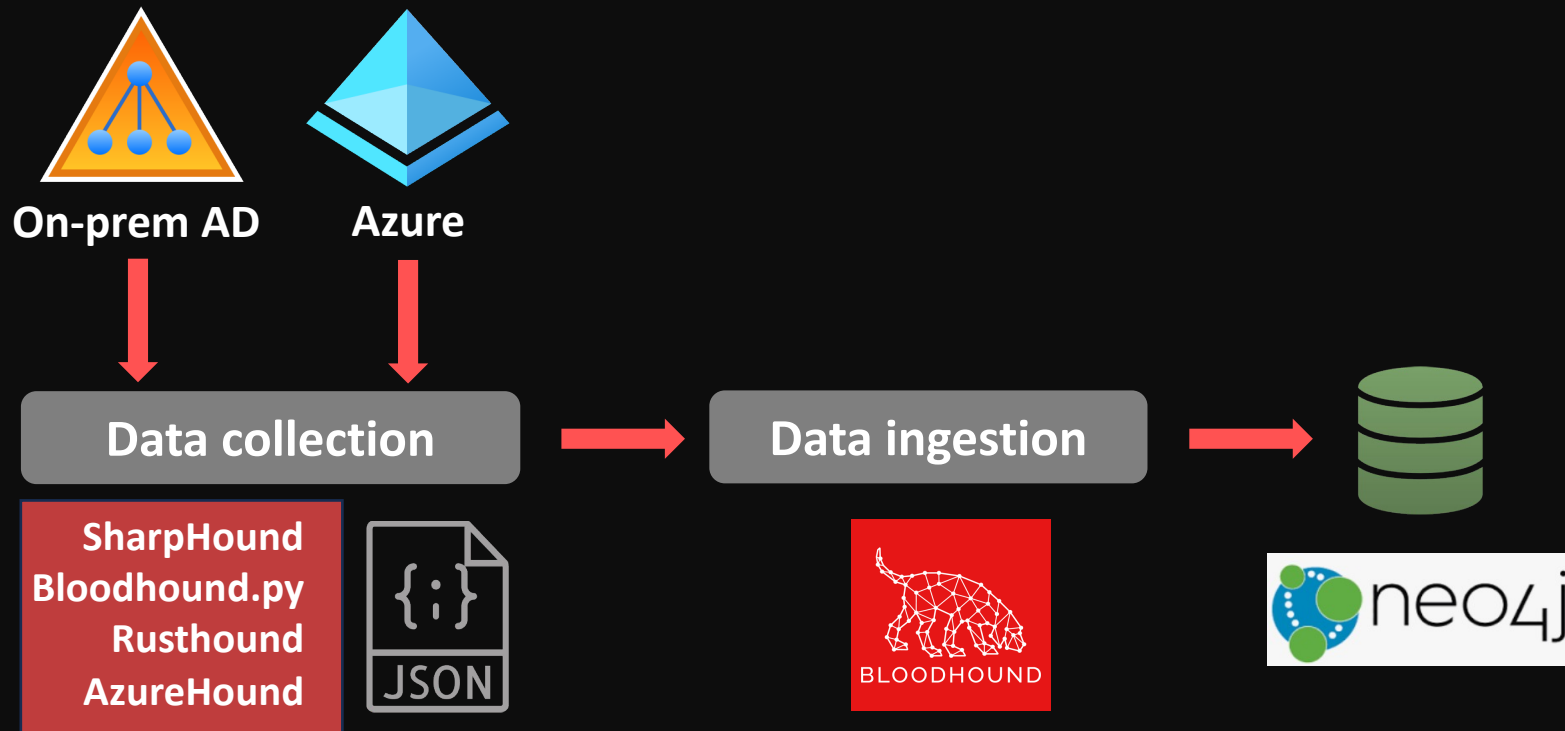 On-prem AD
Azure
Data collection
Data ingestion
SharpHound
Bloodhound.py
Rusthound
AzureHound
{;}
JSON
BLOODHOUND
neo4j